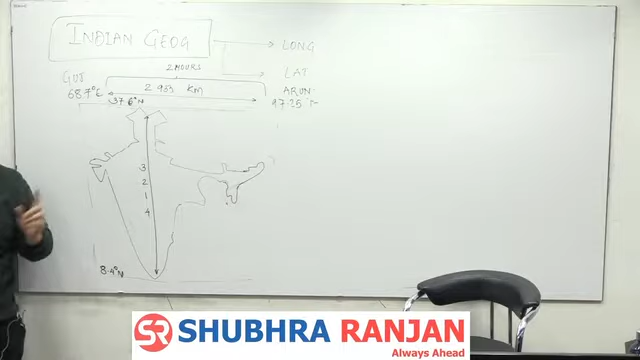 INDIAN GEOG
LONG
LAT
2 HOURS
GUJ
68.7°E
2 933 KM
ARUN.
97.25°E
37.6°N
3
2
1
4
8.4°N
SR SHUBHRA RANJAN
Always Ahead